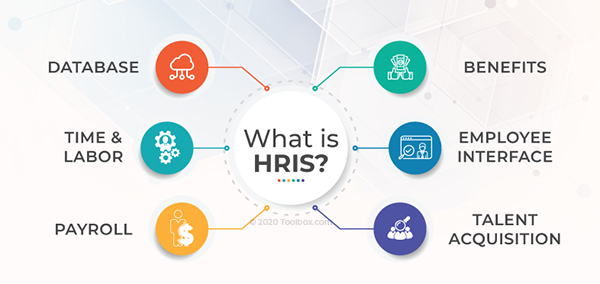 DATABASE
TIME &
LABOR
PAYROLL
What is
HRIS?
© 2020 Toolbox.com
BENEFITS
EMPLOYEE
INTERFACE
TALENT
ACQUISITION